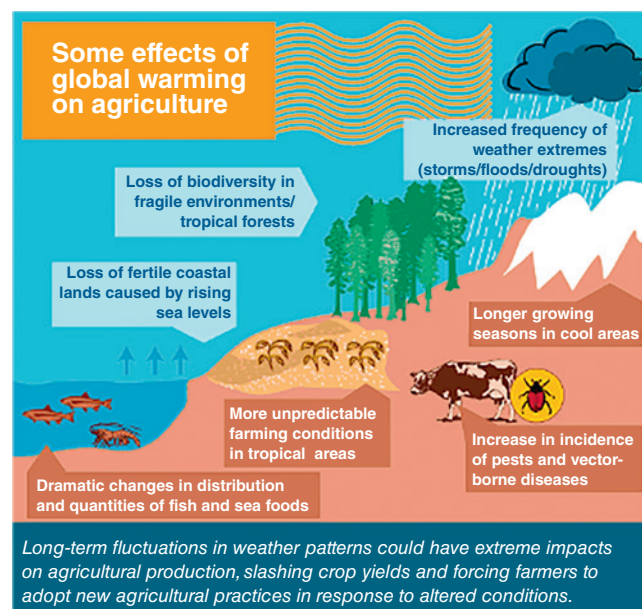 Some effects of
global warming
on agriculture
Increased frequency of
weather extremes
(storms/floods/droughts)
Loss of biodiversity in
fragile environments/
tropical forests
Loss of fertile coastal
lands caused by rising
sea levels
Longer growing
seasons in cool areas
More unpredictable
farming conditions
in tropical areas
Increase in incidence
of pests and vector-
borne diseases
Dramatic changes in distribution
and quantities of fish and sea foods
Long-term fluctuations in weather patterns could have extreme impacts
on agricultural production, slashing crop yields and forcing farmers to
adopt new agricultural practices in response to altered conditions.